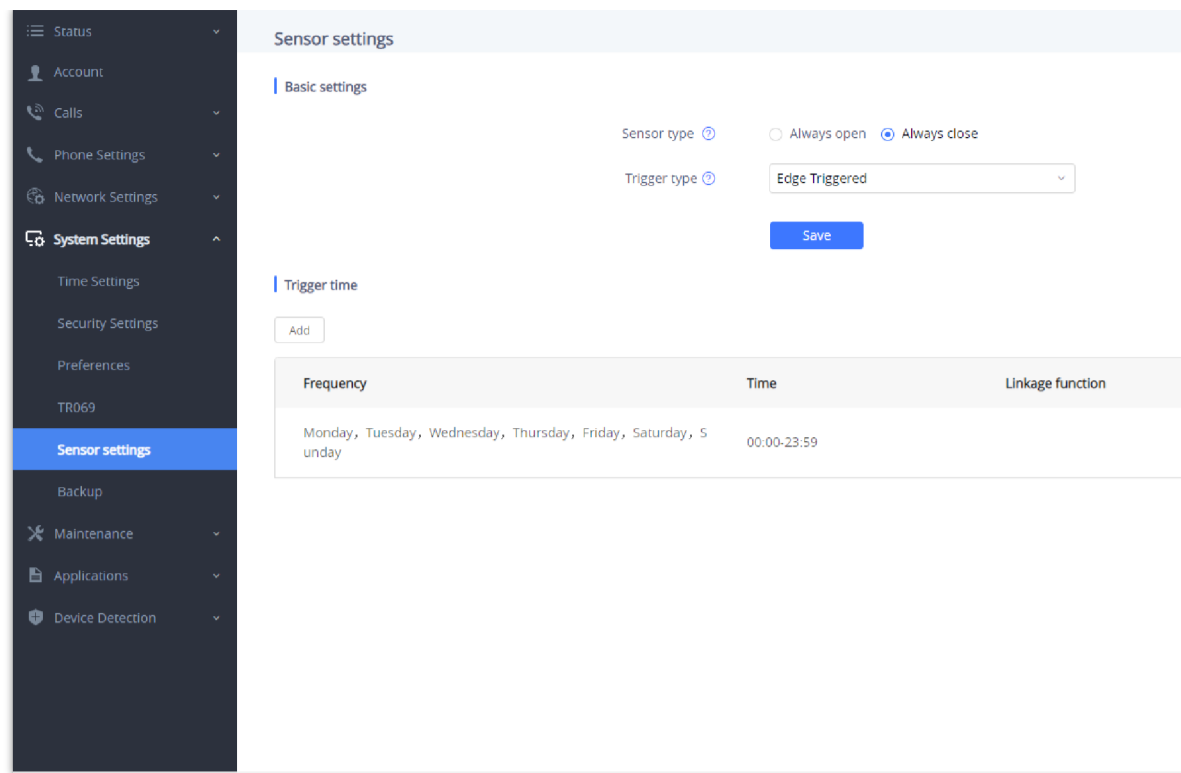 Status
Account
Calls
Phone Settings
Network Settings
System Settings
Time Settings
Security Settings
Preferences
TR069
Sensor settings
Backup
Maintenance
Applications
Device Detection
Sensor settings
Basic settings
Sensor type ? Always open Always close
Trigger type ? Edge Triggered
Save
Trigger time
Add
Frequency Time Linkage function
Monday，Tuesday，Wednesday，Thursday，Friday，Saturday，S
unday
00:00-23:59